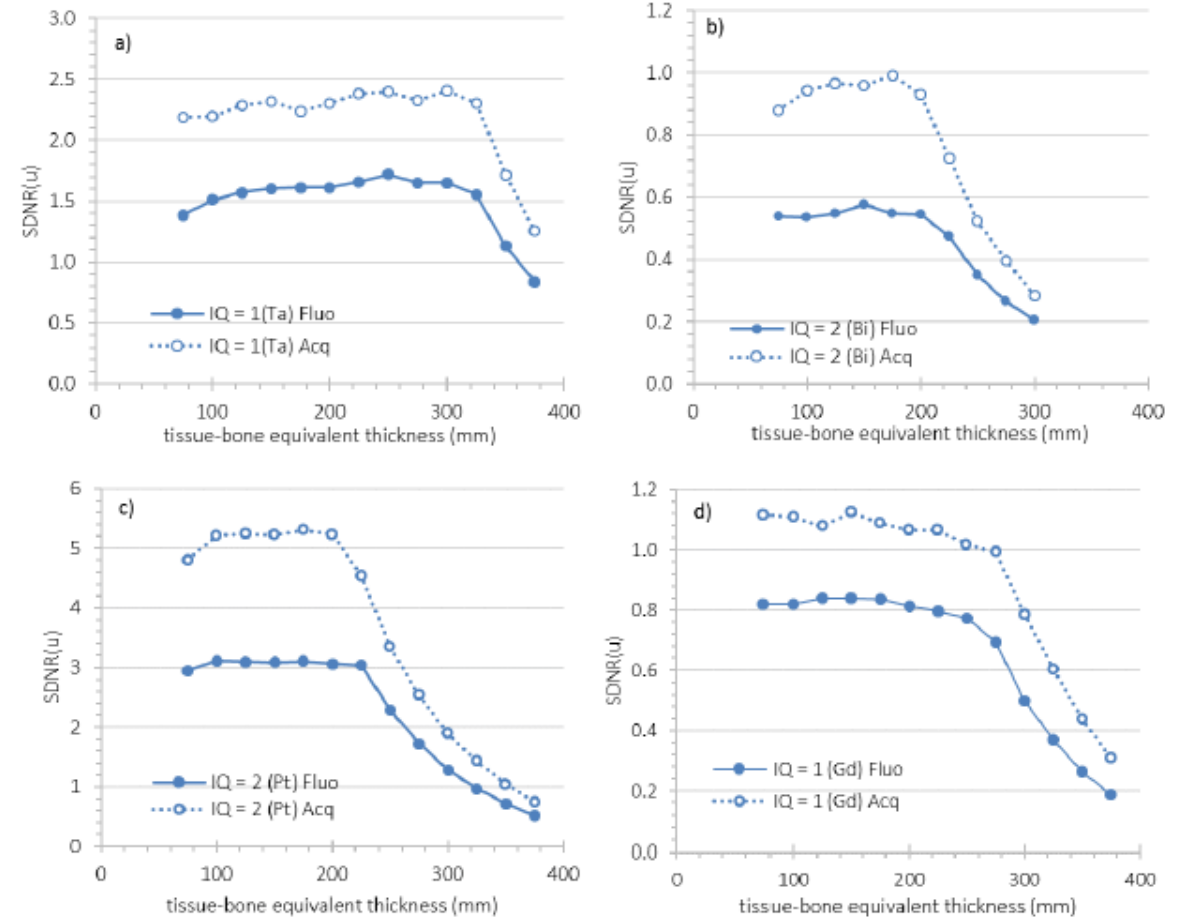 a)
3.0
2.5
2.0
1.5
1.0
0.5
0.0
SDNR(u)
IQ = 1(Ta) Fluo
IQ = 1(Ta) Acq
0 100 200 300 400
tissue-bone equivalent thickness (mm)
b)
1.2
1.0
0.8
0.6
0.4
0.2
0.0
SDNR(u)
IQ = 2 (Bi) Fluo
IQ = 2 (Bi) Acq
0 100 200 300 400
tissue-bone equivalent thickness (mm)
c)
6
5
4
3
2
1
0
SDNR(u)
IQ = 2 (Pt) Fluo
IQ = 2 (Pt) Acq
0 100 200 300 400
tissue-bone equivalent thickness (mm)
d)
1.2
1.0
0.8
0.6
0.4
0.2
0.0
SDNR(u)
IQ = 1 (Gd) Fluo
IQ = 1 (Gd) Acq
0 100 200 300 400
tissue-bone equivalent thickness (mm)